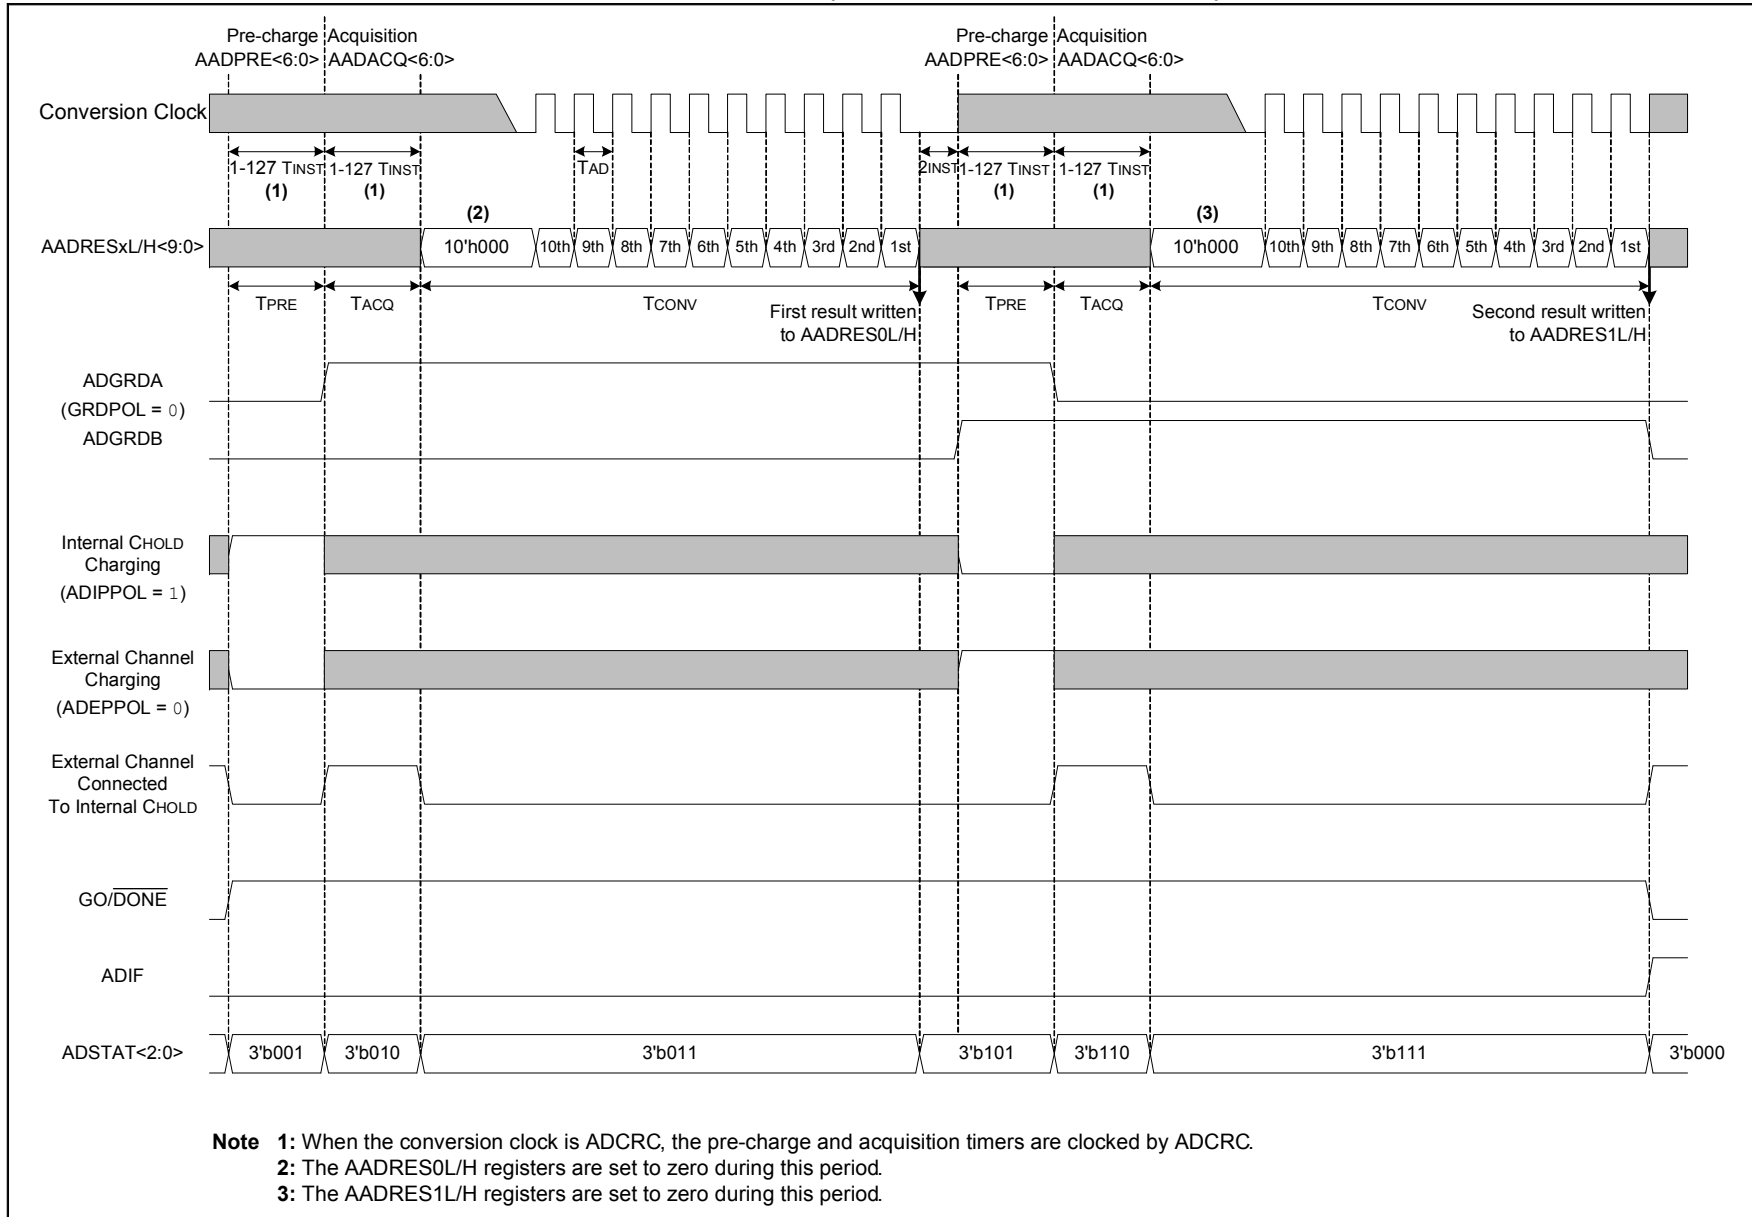 Pre-charge Acquisition Pre-charge Acquisition
AADPRE<6:0> AADACQ<6:0> AADPRE<6:0> AADACQ<6:0>
Conversion Clock
1-127 TINST 1-127 TINST TAD 2INST 1-127 TINST 1-127 TINST
(1) (1) (1) (1)
(2) (3)
AADRESxL/H<9:0> 10'h000 10th 9th 8th 7th 6th 5th 4th 3rd 2nd 1st 10'h000 10th 9th 8th 7th 6th 5th 4th 3rd 2nd 1st
TPRE TACQ TCONV TPRE TACQ TCONV
First result written Second result written
to AADRES0L/H to AADRES1L/H
ADGRDA
(GRDPOL = 0)
ADGRDB
Internal CHOLD
Charging
(ADIPPOL = 1)
External Channel
Charging
(ADEPPOL = 0)
External Channel
Connected
To Internal CHOLD
GO/DONE
ADIF
ADSTAT<2:0> 3'b001 3'b010 3'b011 3'b101 3'b110 3'b111 3'b000
Note 1: When the conversion clock is ADCRC, the pre-charge and acquisition timers are clocked by ADCRC.
2: The AADRES0L/H registers are set to zero during this period.
3: The AADRES1L/H registers are set to zero during this period.